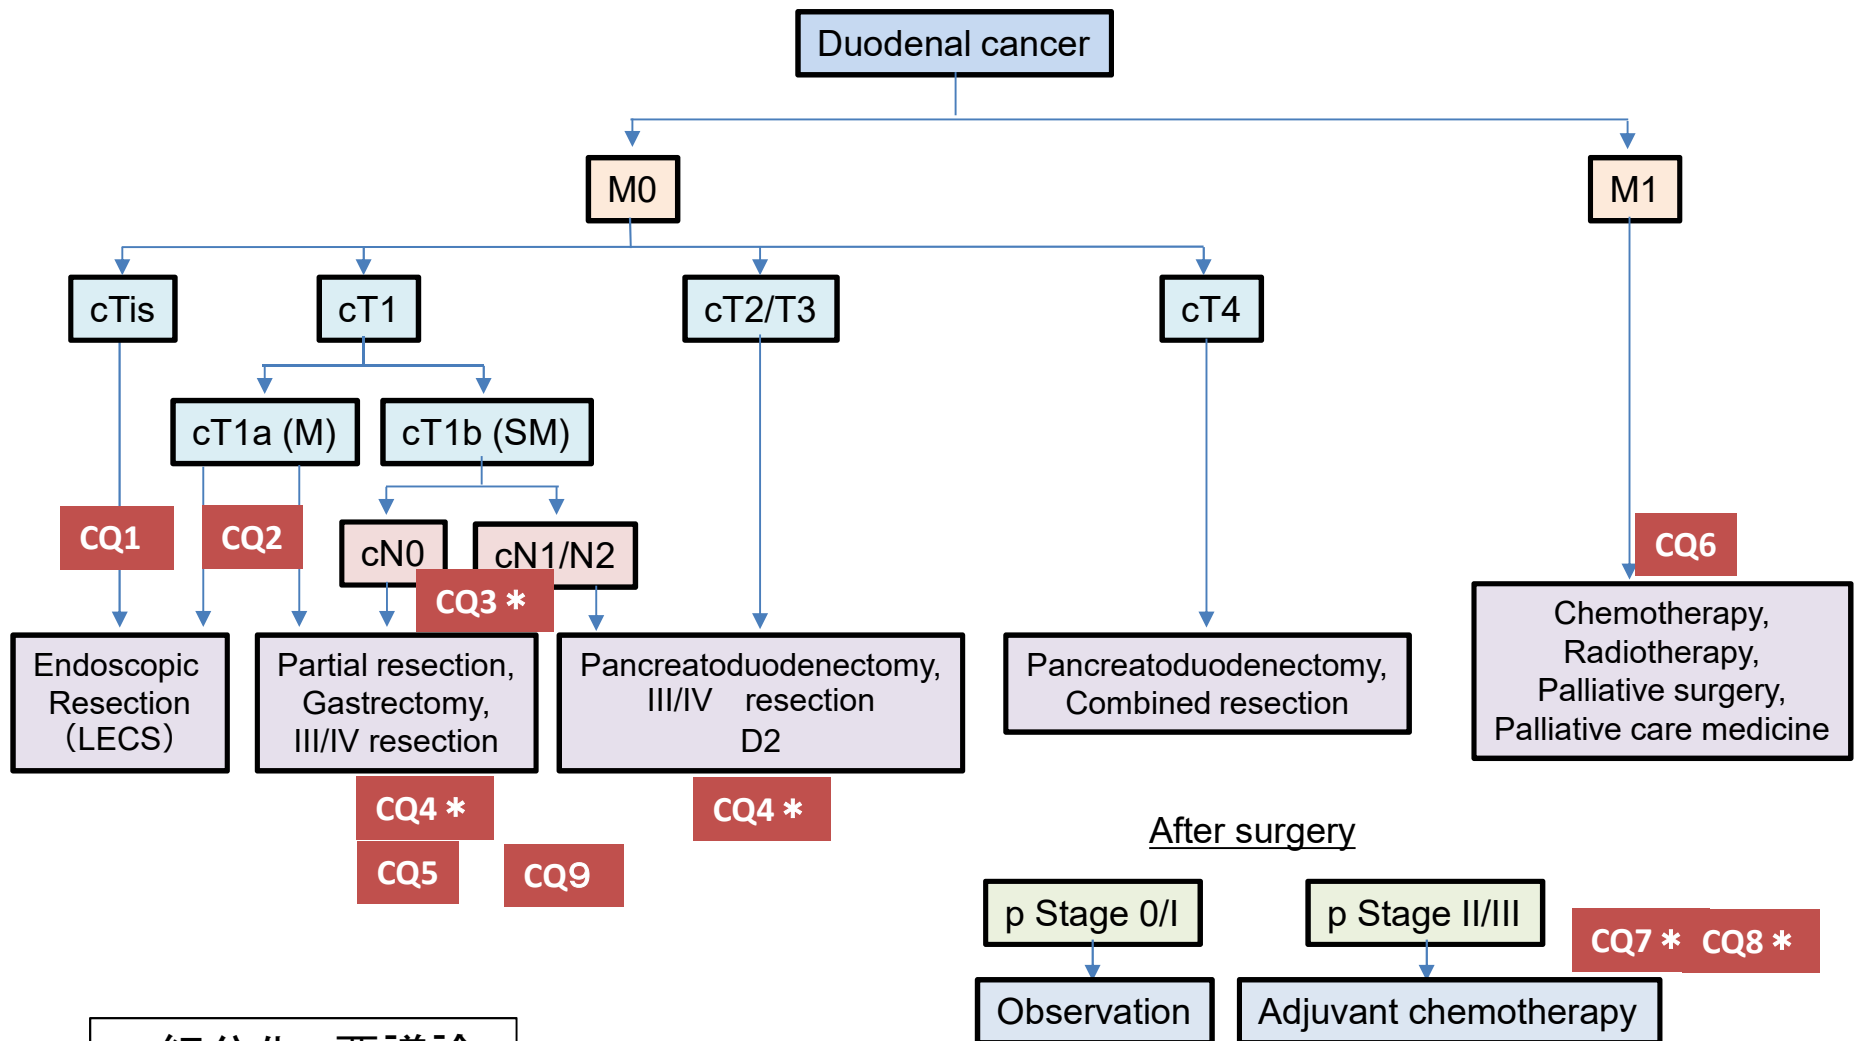 Duodenal cancer
M0
M1
cTis
cT1
cT2/T3
cT4
cT1a (M)
cT1b (SM)
CQ1
CQ2
cN0
cN1/N2
CQ3＊
CQ6
Endoscopic
Resection
（LECS）
Partial resection,
Gastrectomy,
III/IV resection
Pancreatoduodenectomy,
III/IV　resection
D2
Pancreatoduodenectomy,
Combined resection
Chemotherapy,
Radiotherapy,
Palliative surgery,
Palliative care medicine
CQ4＊
CQ4＊
CQ5
CQ9
After surgery
p Stage 0/I
p Stage II/III
CQ7＊
CQ8＊
Observation
Adjuvant chemotherapy